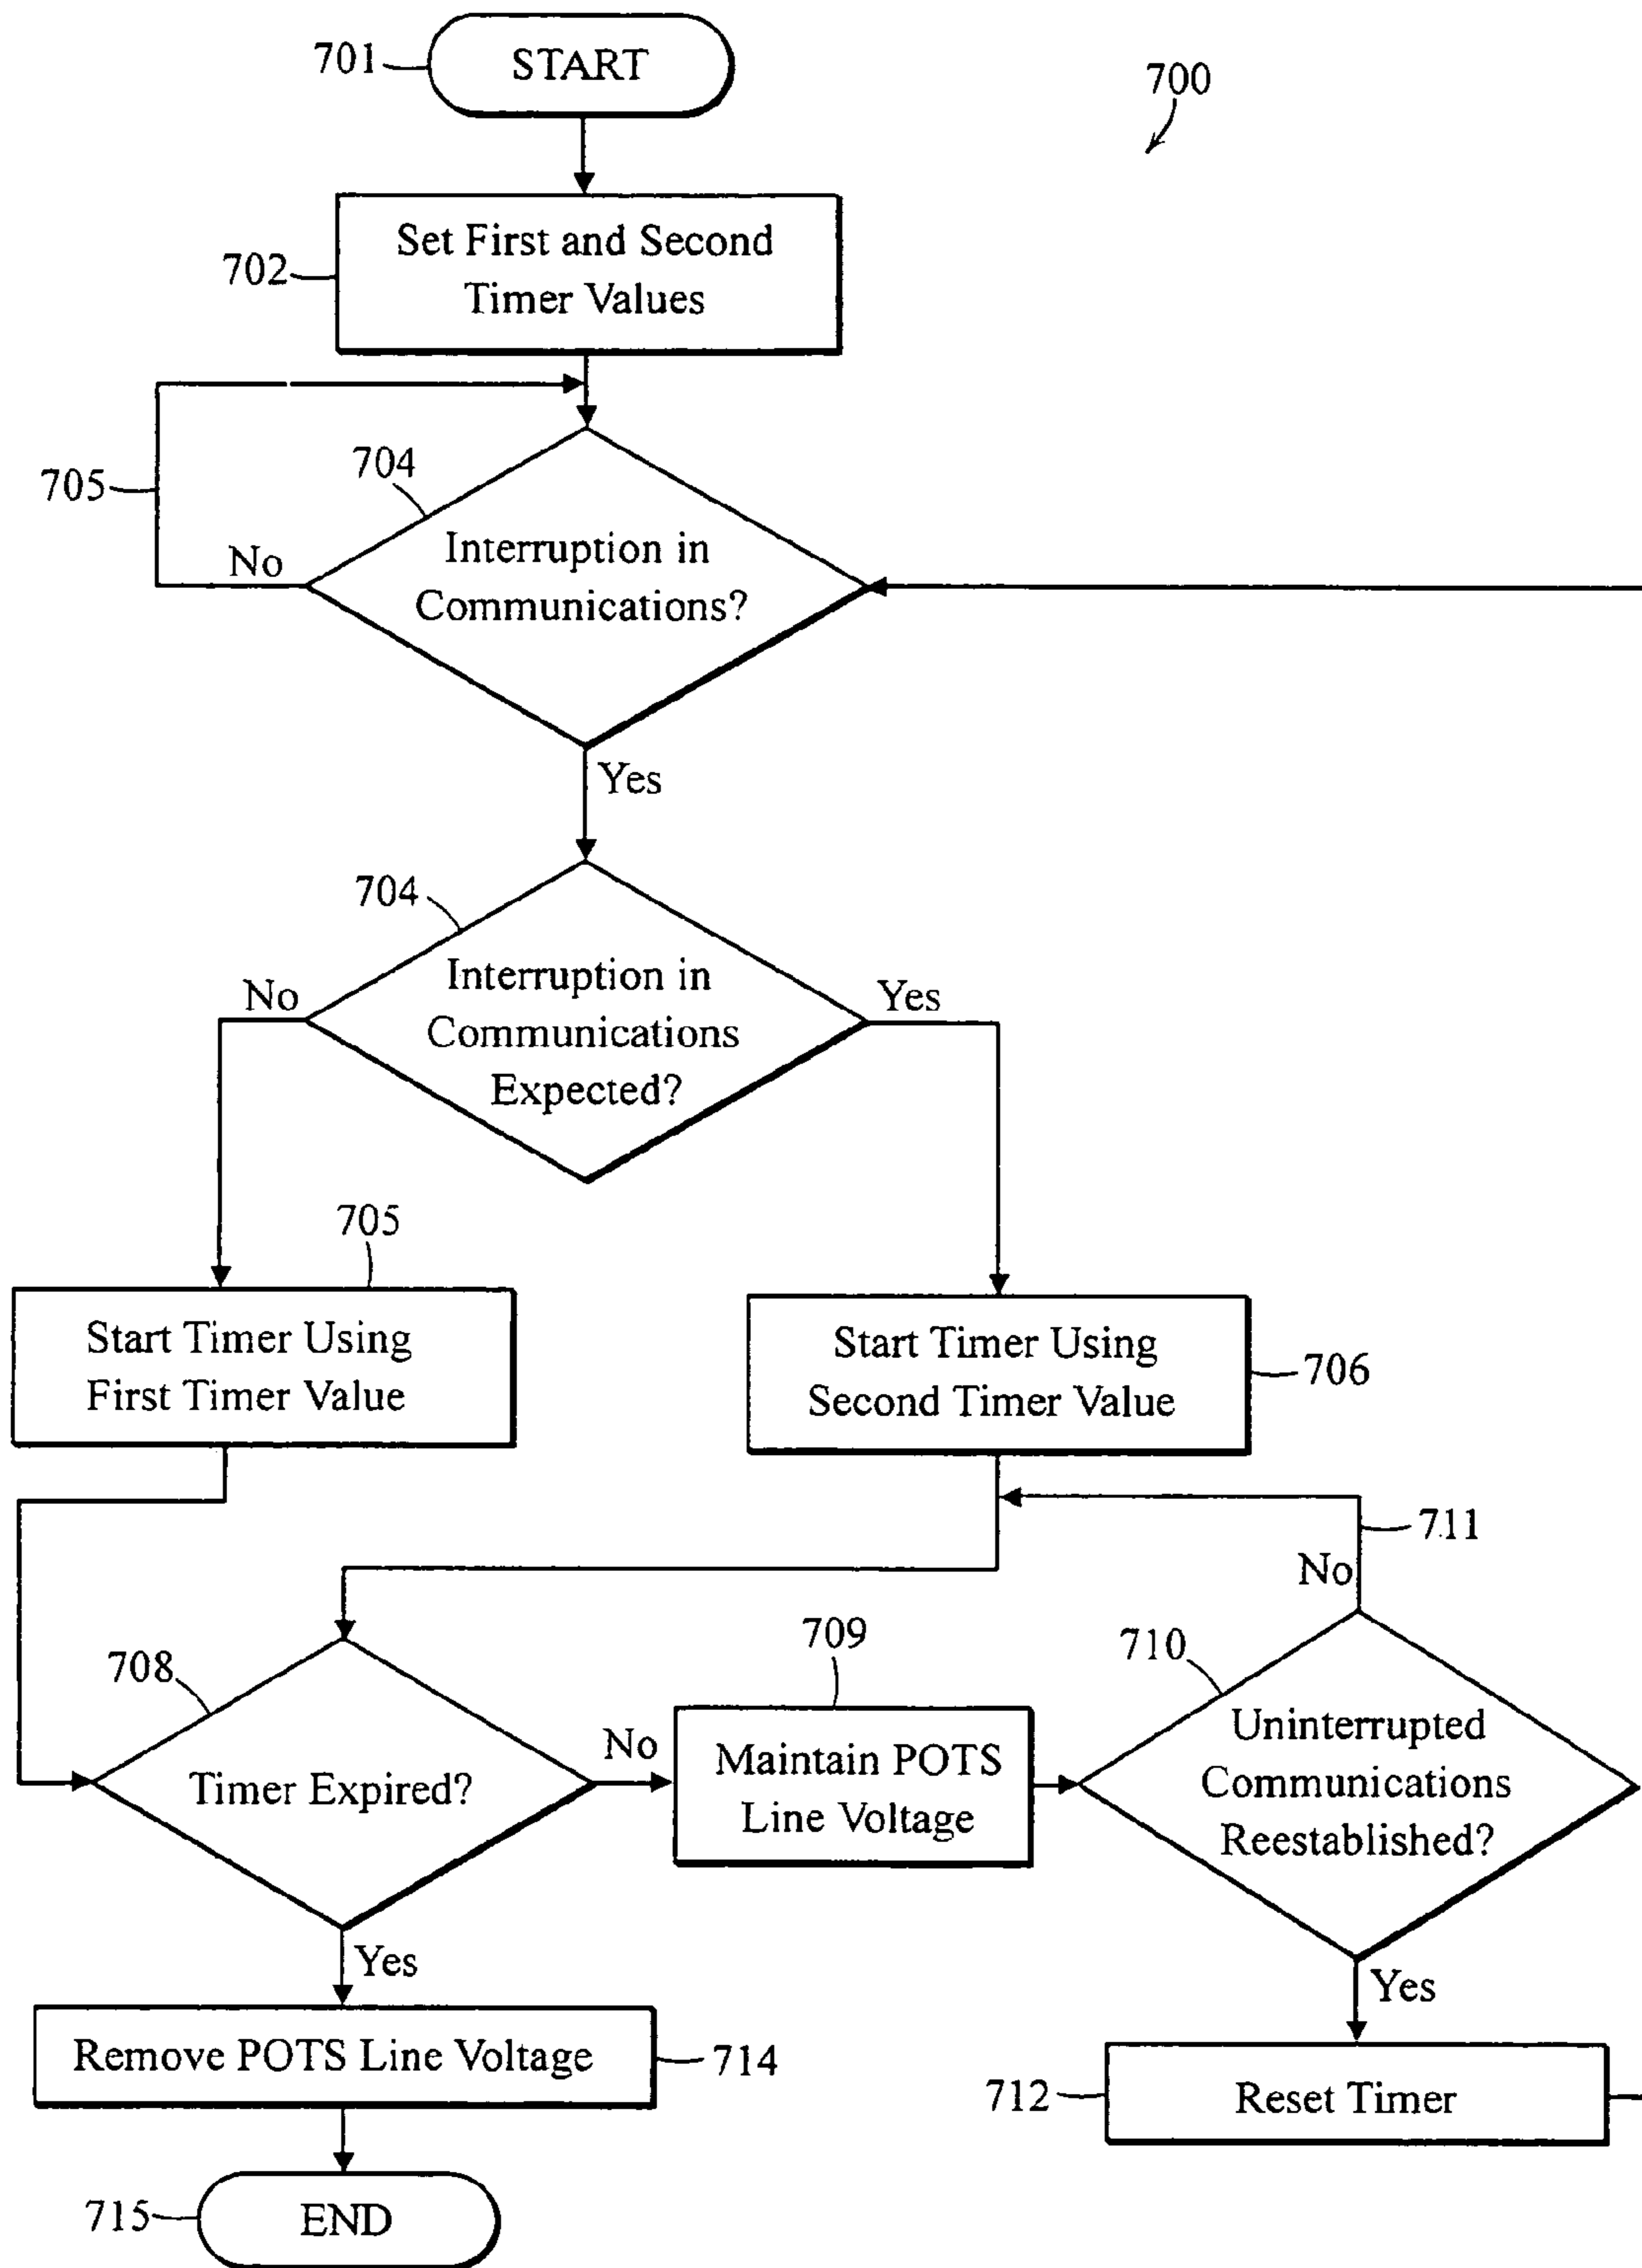 701
START
700
702
Set First and Second
Timer Values
705
704
No
Interruption in
Communications?
Yes
704
No
Interruption in
Communications
Expected?
Yes
705
Start Timer Using
First Timer Value
Start Timer Using
Second Timer Value
706
711
No
708
Timer Expired?
No
709
Maintain POTS
Line Voltage
710
Uninterrupted
Communications
Reestablished?
Yes
Remove POTS Line Voltage
714
Yes
712
Reset Timer
715
END